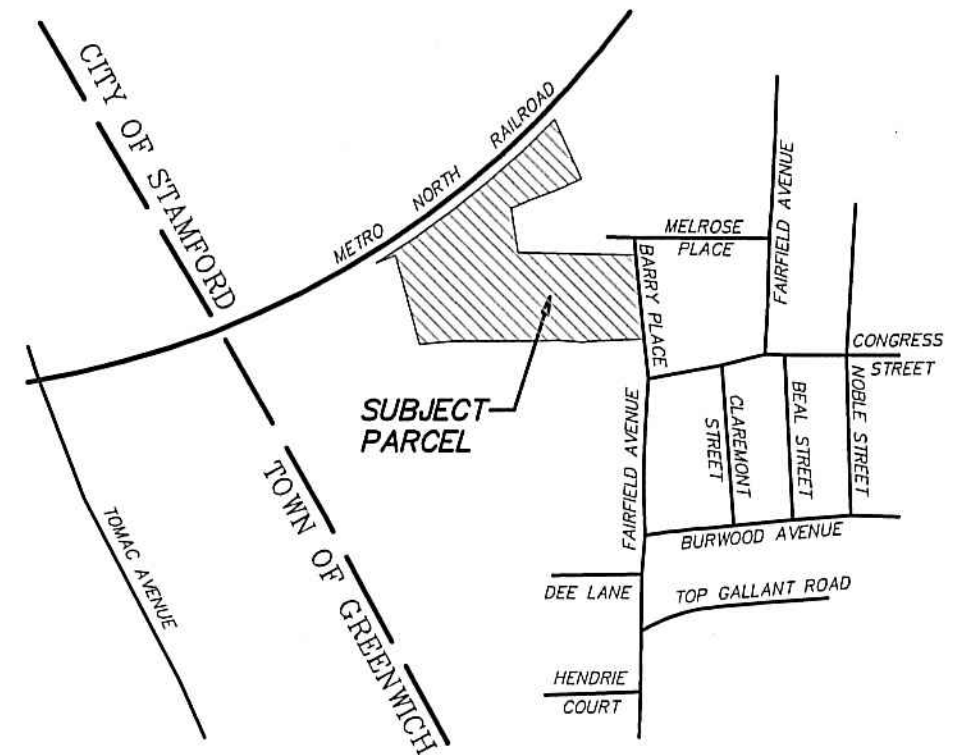 CITY OF STAMFORD
METRO NORTH RAILROAD
MELROSE
PLACE
FAIRFIELD AVENUE
BARRY PLACE
CONGRESS
STREET
SUBJECT
PARCEL
FAIRFIELD AVENUE
CLAREMONT
STREET
BEAL STREET
NOBLE STREET
TOMAC AVENUE
TOWN OF GREENWICH
BURWOOD AVENUE
DEE LANE
TOP GALLANT ROAD
HENDRIE
COURT